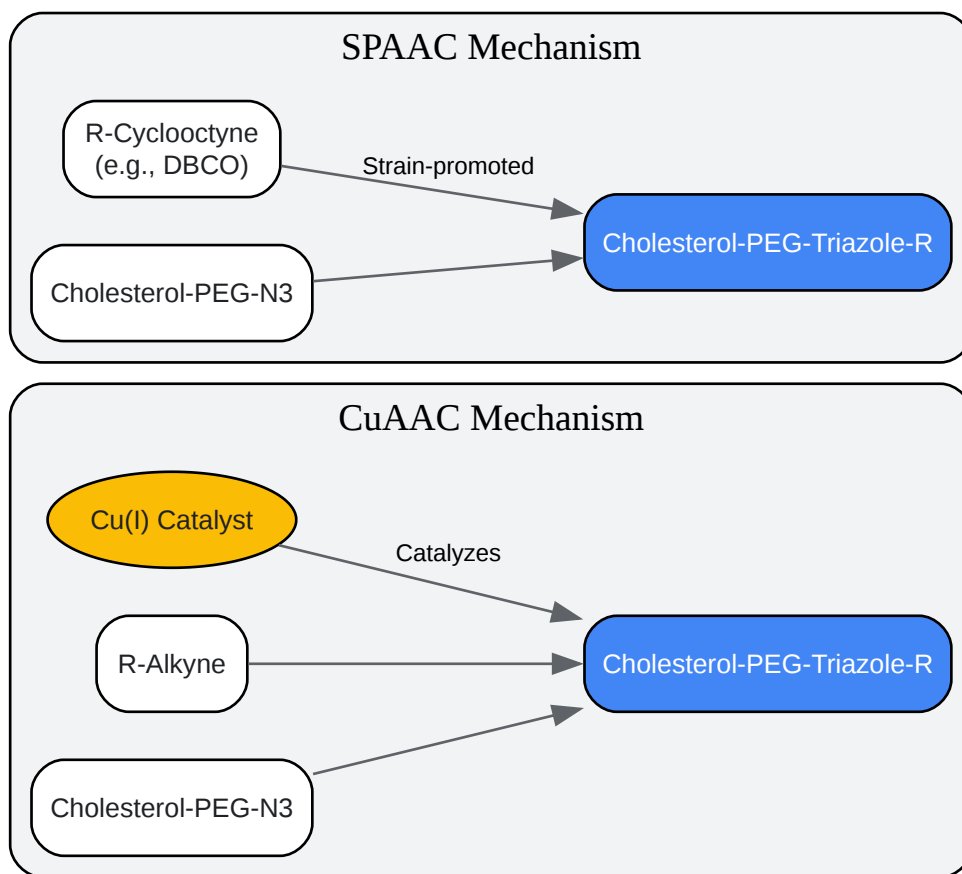 SPAAC Mechanism
R-Cyclooctyne
(e.g., DBCO)
Strain-promoted
Cholesterol-PEG-Triazole-R
Cholesterol-PEG-N3
CuAAC Mechanism
Cu(I) Catalyst
Catalyzes
R-Alkyne
Cholesterol-PEG-Triazole-R
Cholesterol-PEG-N3